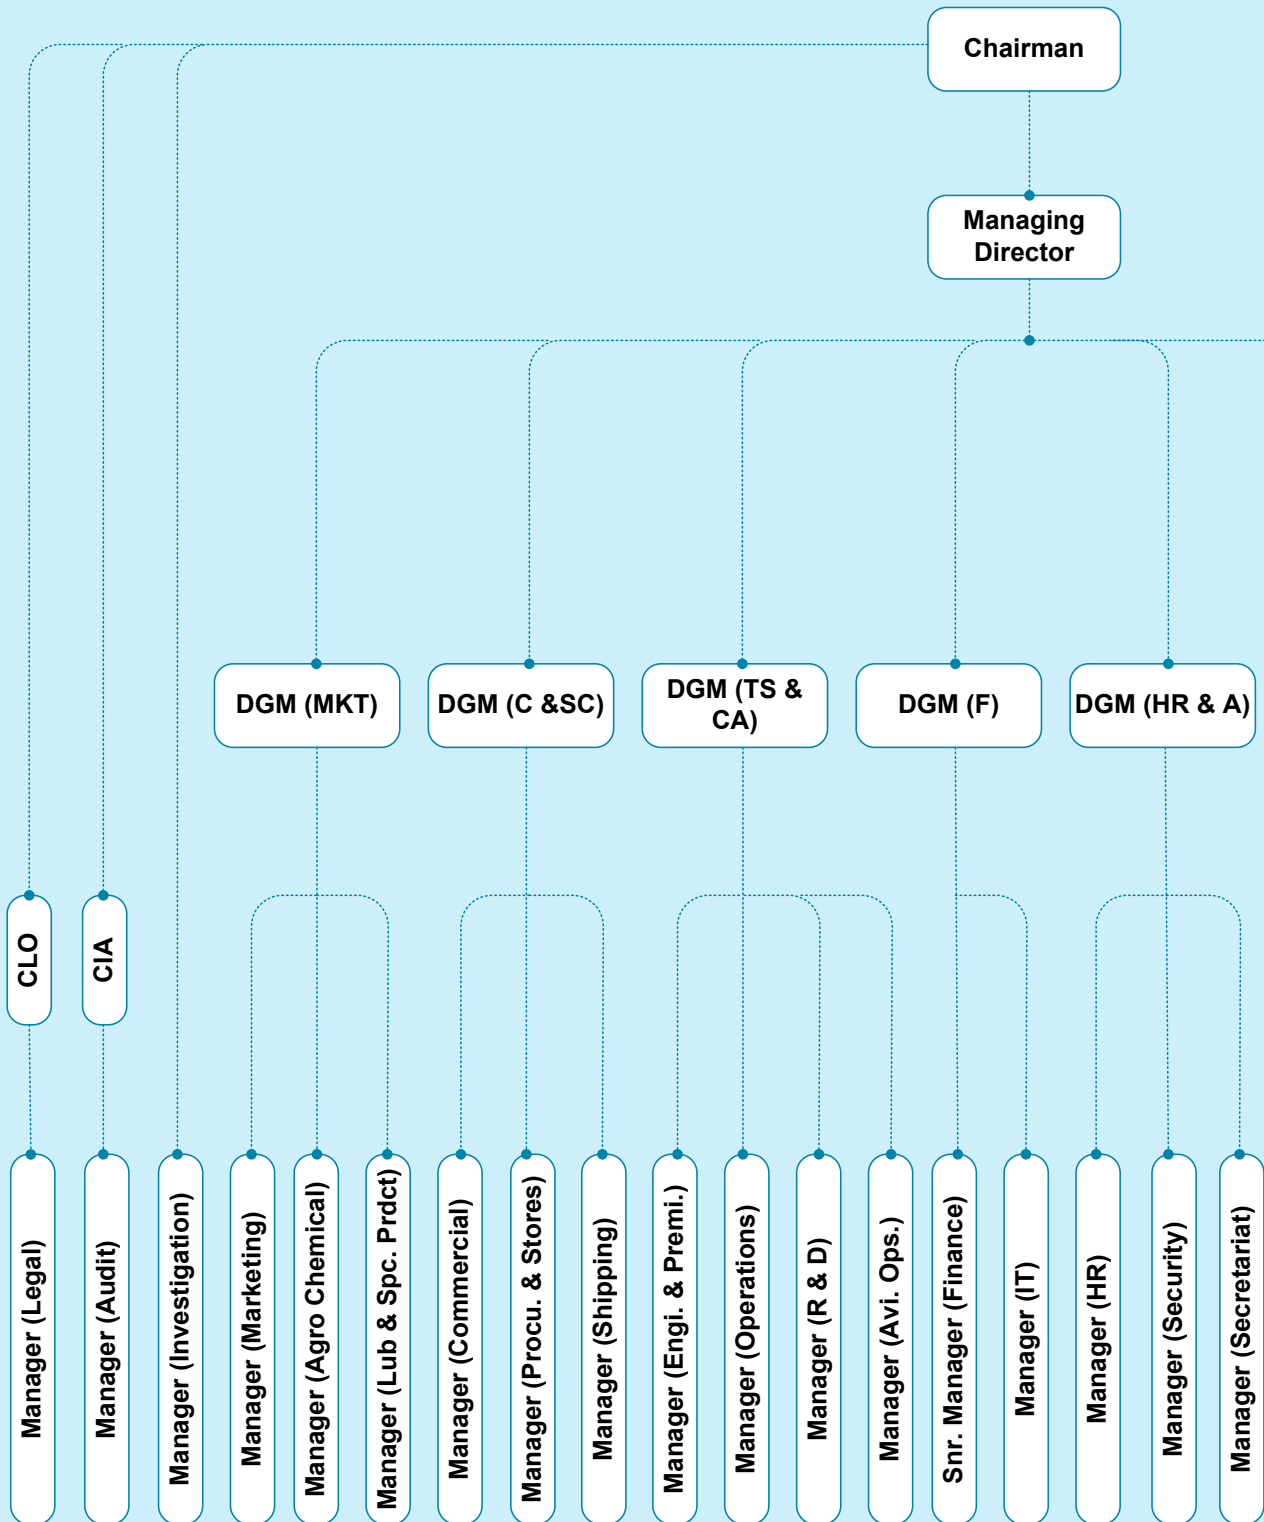 Chairman
Managing
Director
DGM (MKT)
DGM (C &SC)
DGM (TS &
CA)
DGM (F)
DGM (HR & A)
CLO
CIA
Manager (Legal)
Manager (Audit)
Manager (Investigation)
Manager (Marketing)
Manager (Agro Chemical)
Manager (Lub & Spc. Prdct)
Manager (Commercial)
Manager (Procu. & Stores)
Manager (Shipping)
Manager (Engi. & Premi.)
Manager (Operations)
Manager (R & D)
Manager (Avi. Ops.)
Snr. Manager (Finance)
Manager (IT)
Manager (HR)
Manager (Security)
Manager (Secretariat)